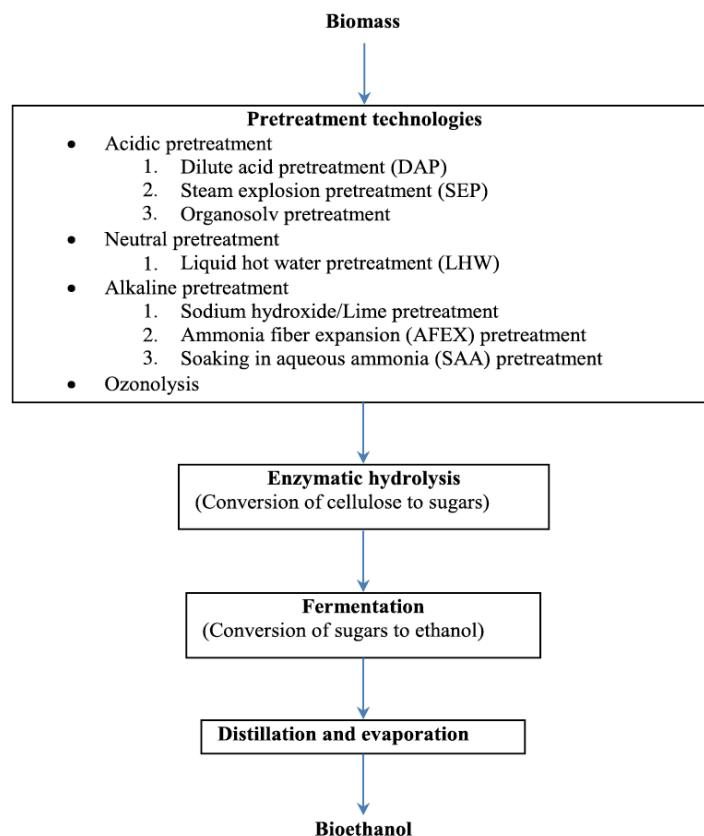 Biomass
Pretreatment technologies
• Acidic pretreatment
1. Dilute acid pretreatment (DAP)
2. Steam explosion pretreatment (SEP)
3. Organosolv pretreatment
• Neutral pretreatment
1. Liquid hot water pretreatment (LHW)
• Alkaline pretreatment
1. Sodium hydroxide/Lime pretreatment
2. Ammonia fiber expansion (AFEX) pretreatment
3. Soaking in aqueous ammonia (SAA) pretreatment
• Ozonolysis
Enzymatic hydrolysis
(Conversion of cellulose to sugars)
Fermentation
(Conversion of sugars to ethanol)
Distillation and evaporation
Bioethanol